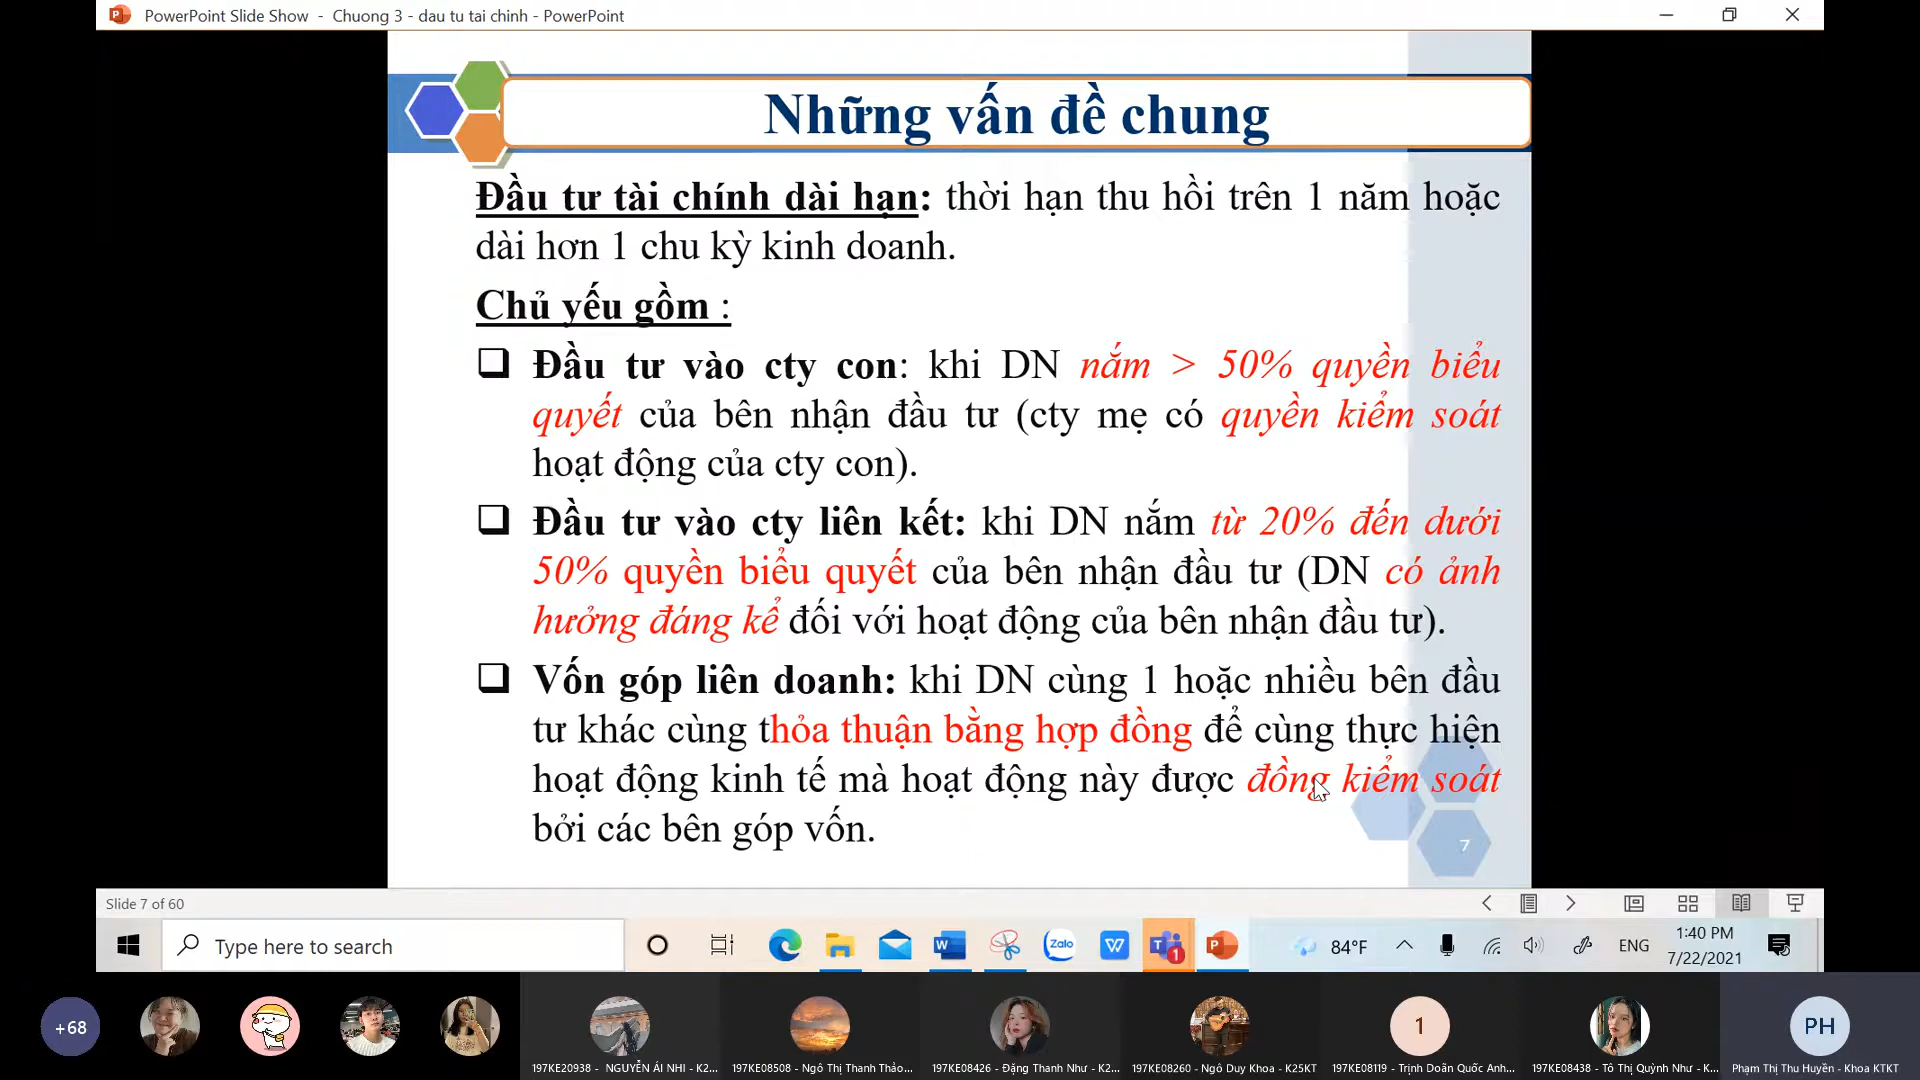 PowerPoint Slide Show - Chuong 3 - dau tu tai chinh - PowerPoint
Những vấn đề chung
Đầu tư tài chính dài hạn: thời hạn thu hồi trên 1 năm hoặc
dài hơn 1 chu kỳ kinh doanh.
Chủ yếu gồm :
Đầu tư vào cty con: khi DN nắm > 50% quyền biểu
quyết của bên nhận đầu tư (cty mẹ có quyền kiểm soát
hoạt động của cty con).
Đầu tư vào cty liên kết: khi DN nắm từ 20% đến dưới
50% quyền biểu quyết của bên nhận đầu tư (DN có ảnh
hưởng đáng kể đối với hoạt động của bên nhận đầu tư).
Vốn góp liên doanh: khi DN cùng 1 hoặc nhiều bên đầu
tư khác cùng thỏa thuận bằng hợp đồng để cùng thực hiện
hoạt động kinh tế mà hoạt động này được đồng kiểm soát
bởi các bên góp vốn.
7
Slide 7 of 60
Type here to search
Zalo
1
84°F
ENG
1:40 PM
7/22/2021
+68
1
PH
197KE20938 - NGUYỄN ÁI NHI - K2...
197KE08508 - Ngô Thị Thanh Thảo...
197KE08426 - Đặng Thanh Như - K2...
197KE08260 - Ngô Duy Khoa - K25KT
197KE08119 - Trịnh Doãn Quốc Anh...
197KE08438 - Tô Thị Quỳnh Như - K...
Phạm Thị Thu Huyền - Khoa KTKT